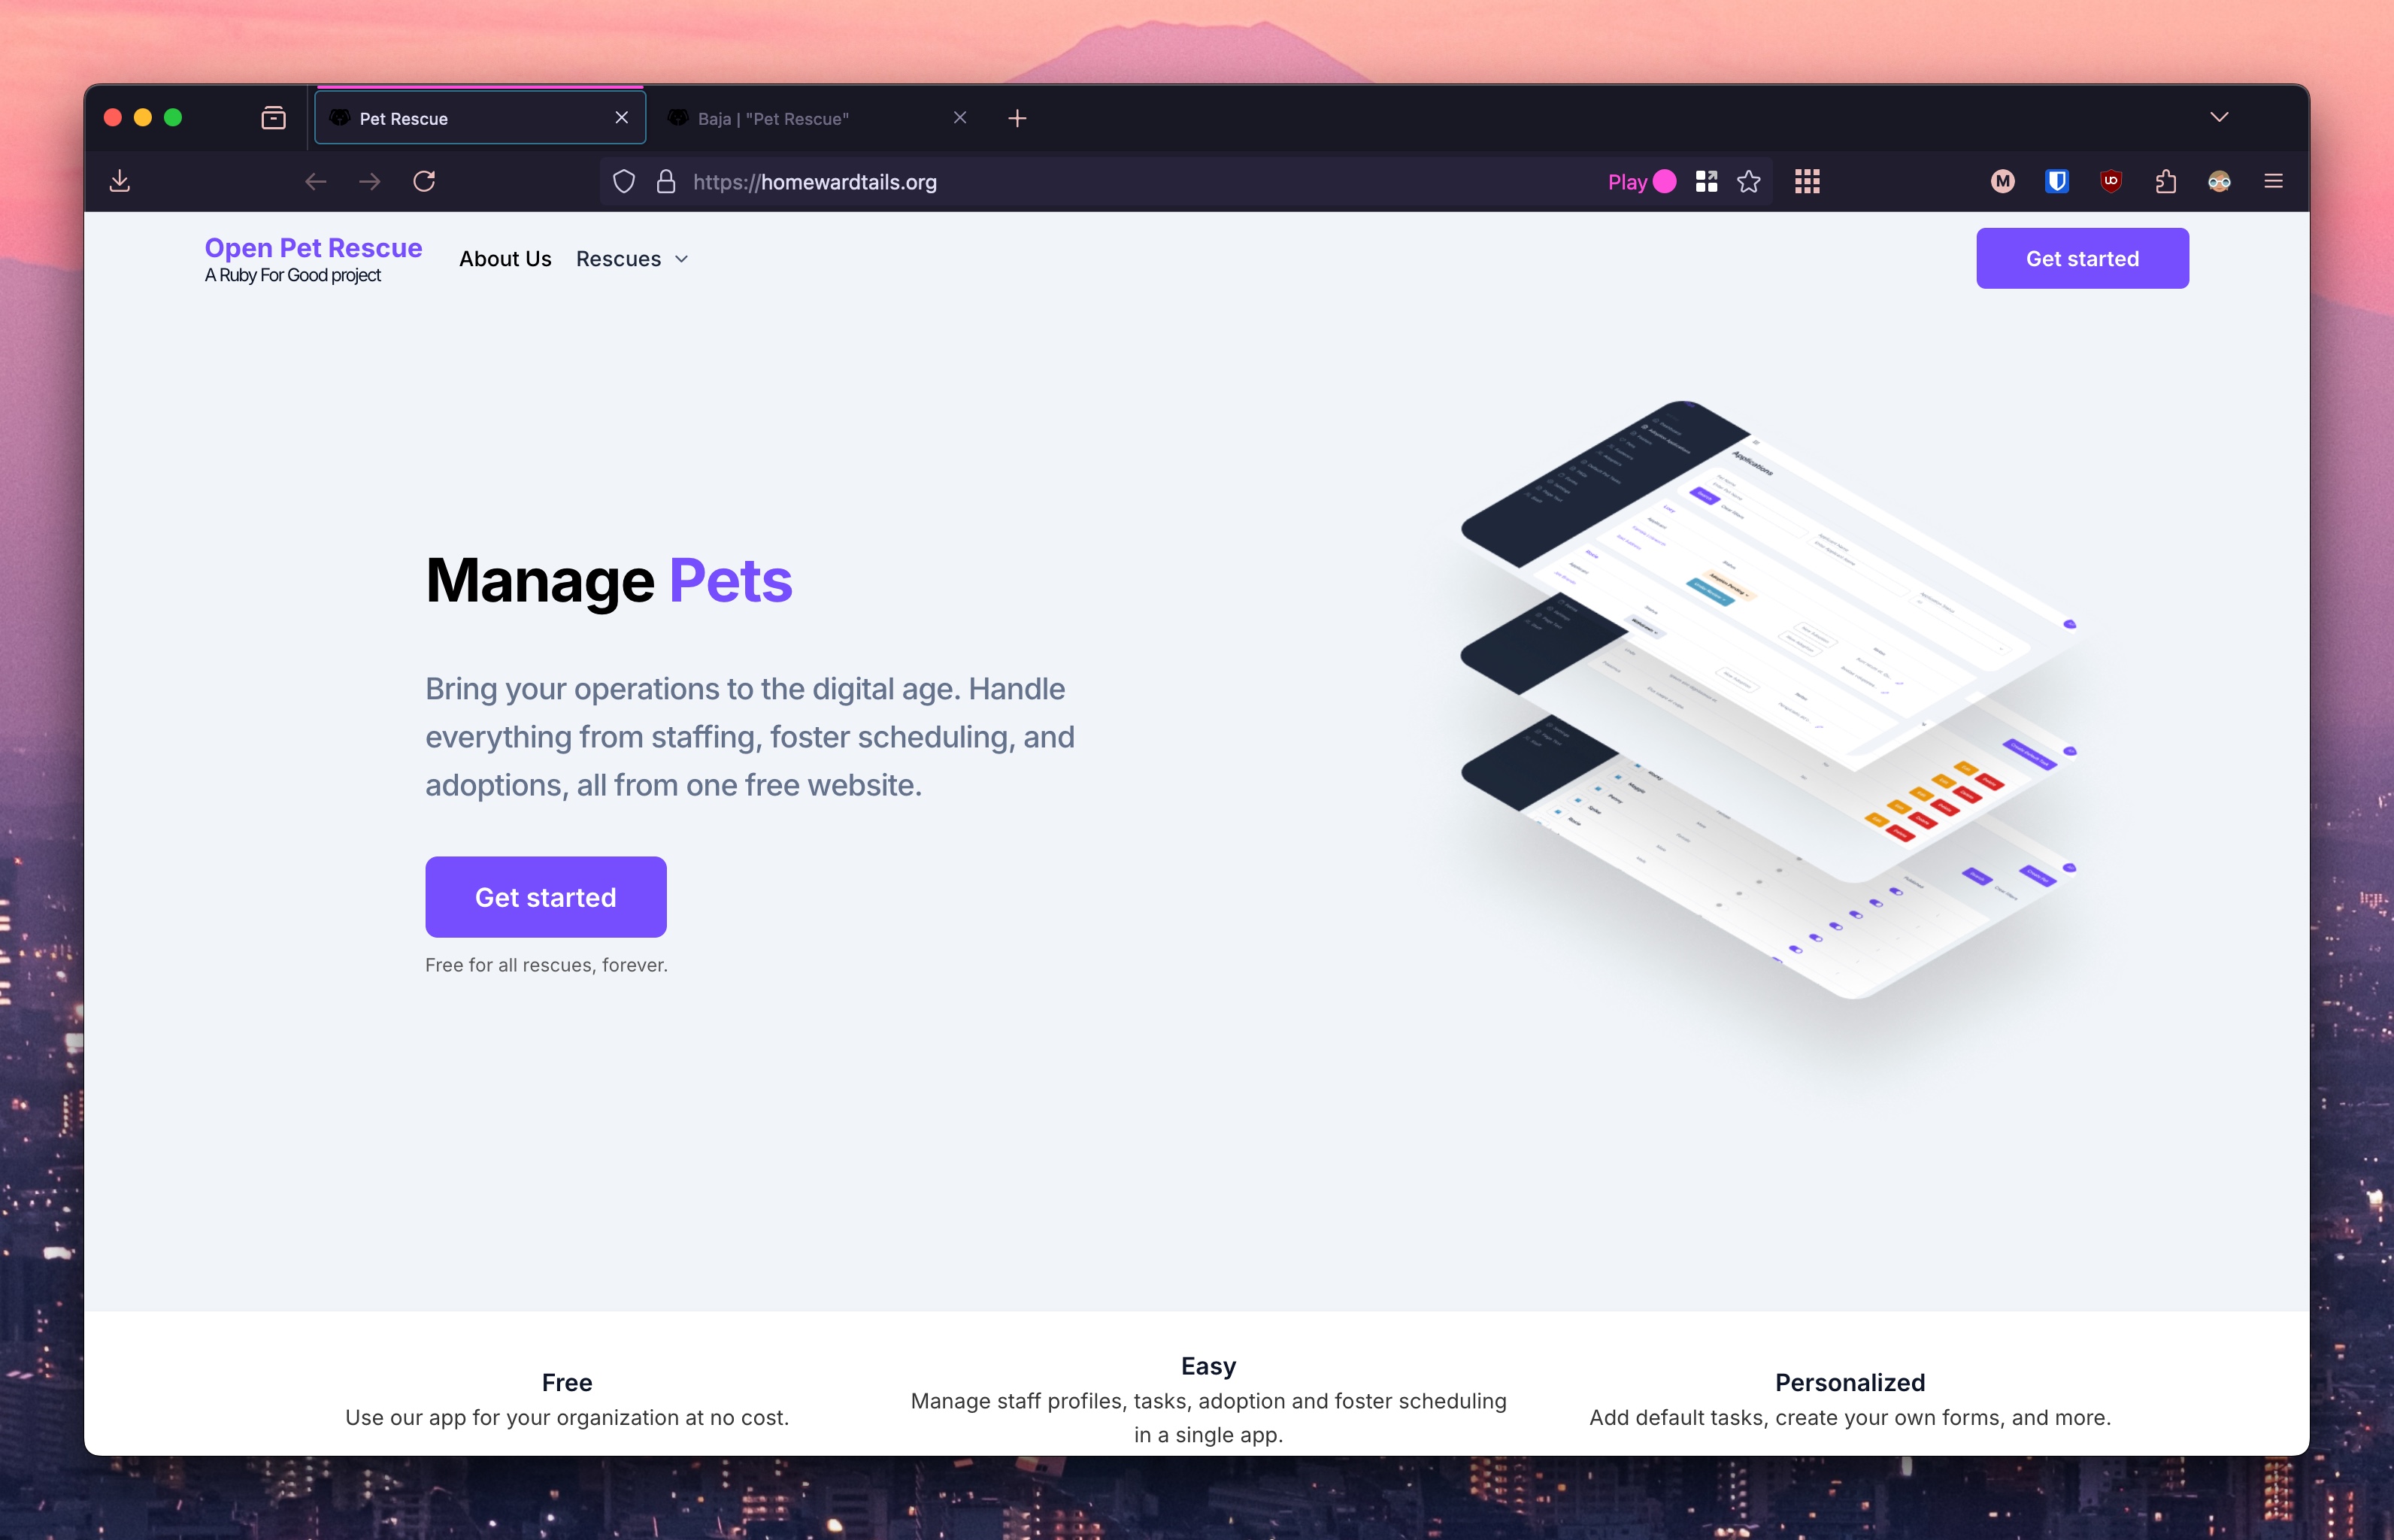 Pet Rescue
Baja | "Pet Rescue"
https://homewardtails.org
Play
M
Open Pet Rescue
A Ruby For Good project
About Us
Rescues
Get started
Applications
Manage Pets
Bring your operations to the digital age. Handle
everything from staffing, foster scheduling, and
adoptions, all from one free website.
Get started
Free for all rescues, forever.
Free
Use our app for your organization at no cost.
Easy
Manage staff profiles, tasks, adoption and foster scheduling
in a single app.
Personalized
Add default tasks, create your own forms, and more.